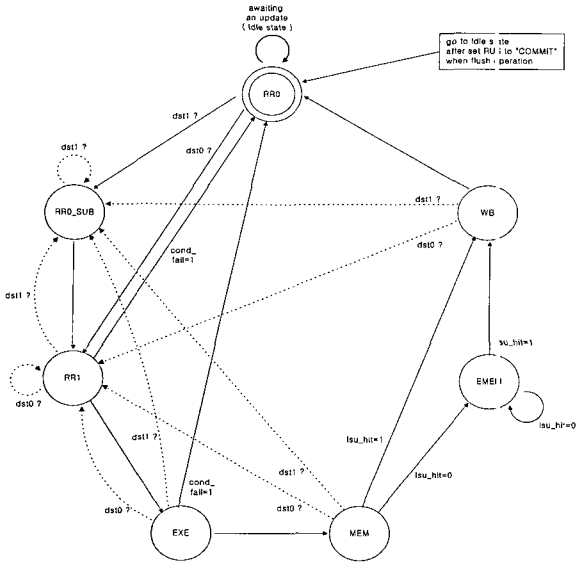 awaiting
an update
( Idle state )
go to Idle state
after set RUS to "COMMIT"
when flush operation
RR0
dst1 ?
dst0 ?
dst1 ?
RR0_SUB
dst1 ?
WB
dst0 ?
cond_
fail=1
dst1 ?
su_hit=1
RR1
EMEM
dst0 ?
lsu_hit=0
dst1 ?
lsu_hit=1
cond_
fail=1
dst1 ?
lsu_hit=0
dst0 ?
dst0 ?
EXE
MEM